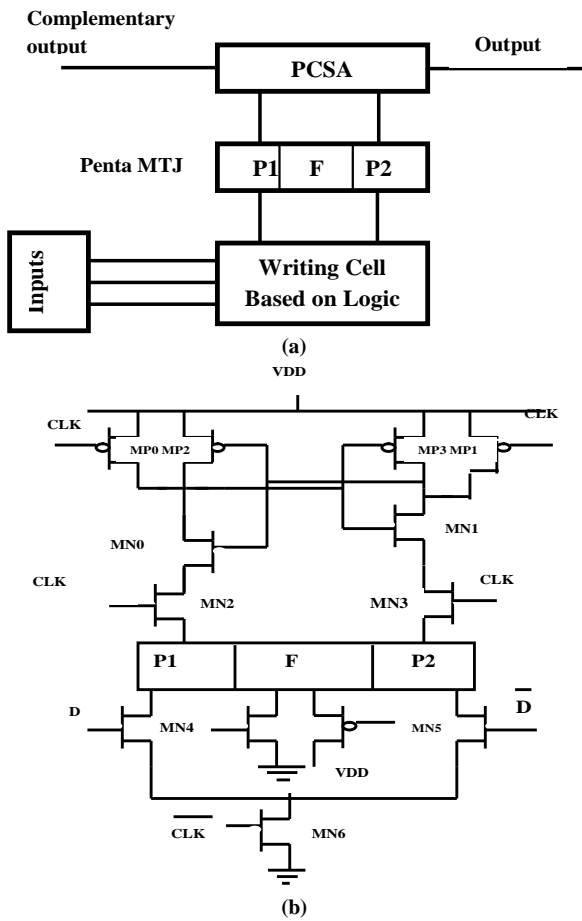 Complementary
output
Output
PCSA
Penta MTJ
P1 F P2
Inputs
Writing Cell
Based on Logic
(a)
VDD
CLK
CLK
MP0 MP2
MP3 MP1
MN0
MN1
CLK
CLK
MN2
MN3
P1 F P2
D
D̅
MN4
MN5
VDD
C̅L̅K̅
MN6
(b)